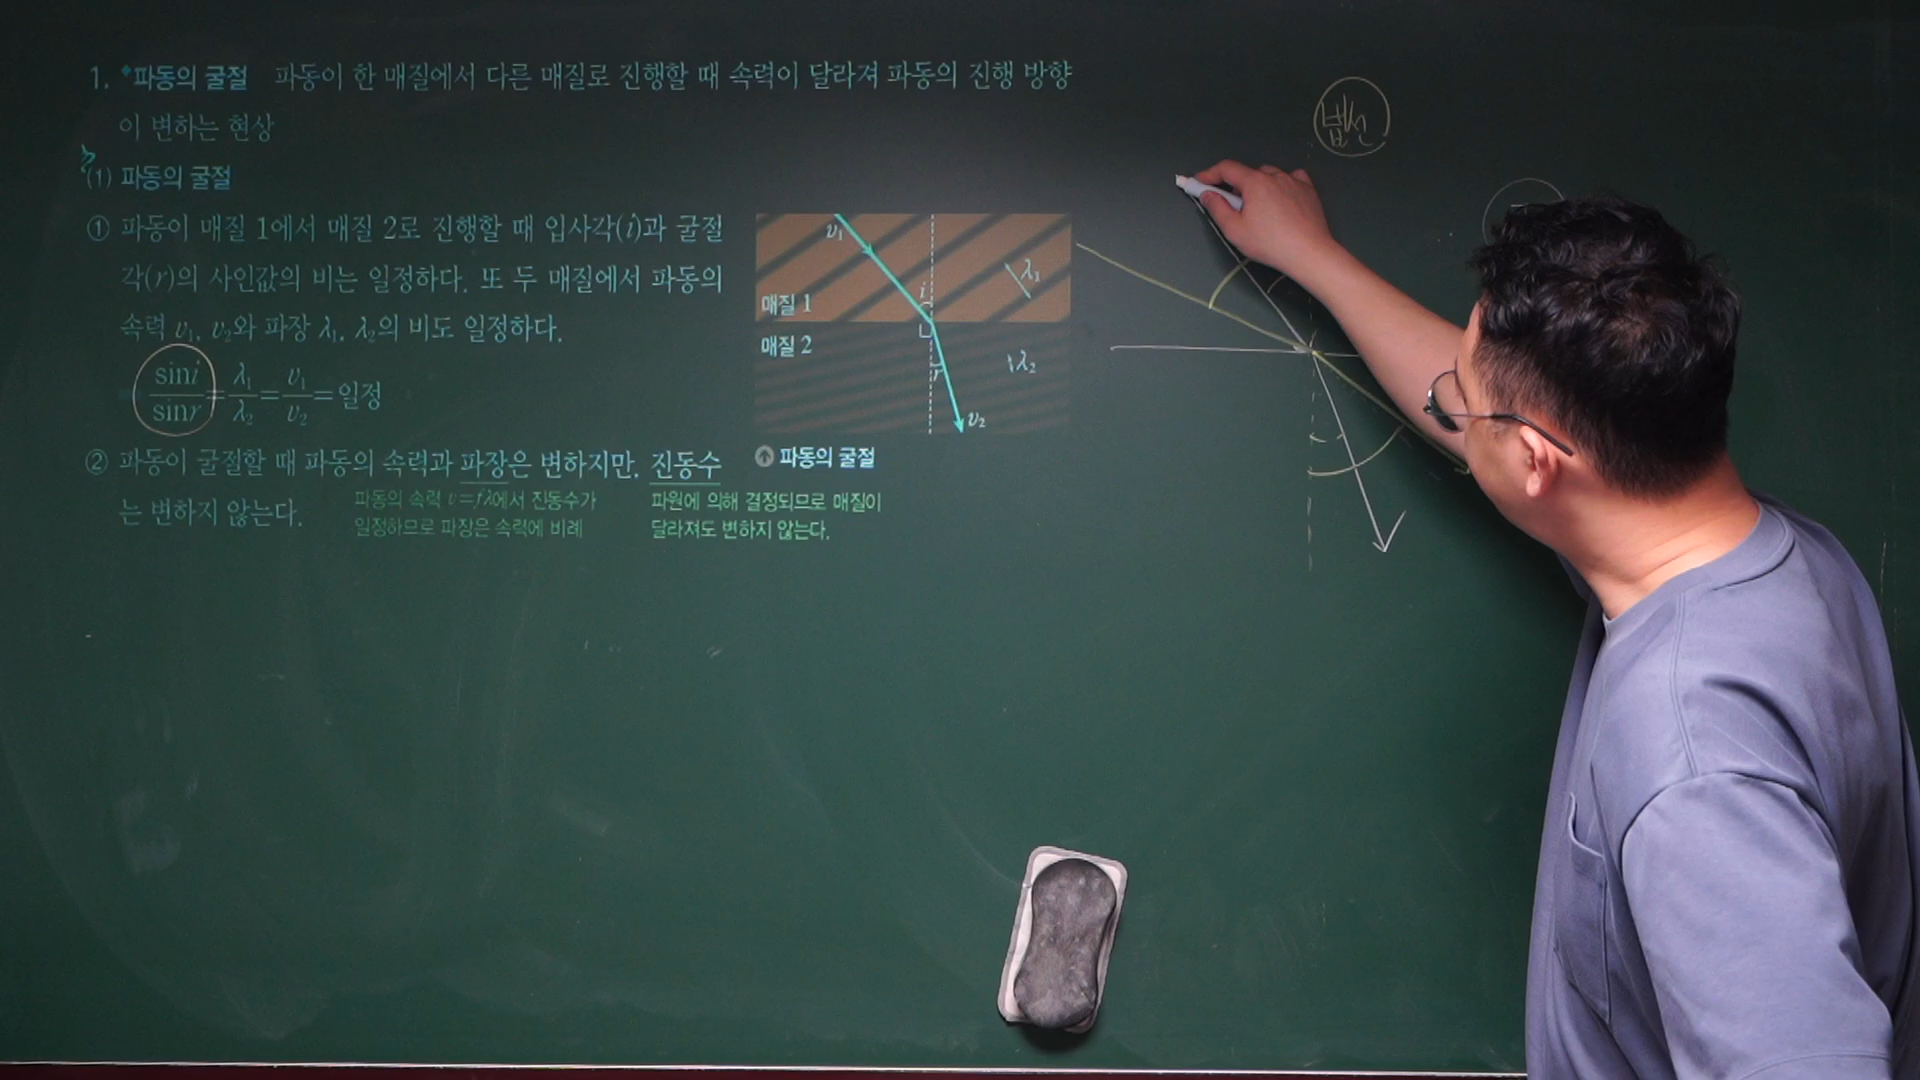 1. 파동의 굴절 파동이 한 매질에서 다른 매질로 진행할 때 속력이 달라져 파동의 진행 방향
이 변하는 현상
(1) 파동의 굴절
① 파동이 매질 1에서 매질 2로 진행할 때 입사각(i)과 굴절
각(r)의 사인값의 비는 일정하다. 또 두 매질에서 파동의
속력 v₁, v₂와 파장 λ₁, λ₂의 비도 일정하다.
sini/sinr = λ₁/λ₂ = v₁/v₂ = 일정
② 파동이 굴절할 때 파동의 속력과 파장은 변하지만, 진동수
는 변하지 않는다.
파동의 속력 v=fλ에서 진동수가
일정하므로 파장은 속력에 비례
파원에 의해 결정되므로 매질이
달라져도 변하지 않는다.
v₁
λ₁
i
매질 1
매질 2
λ₂
r
v₂
파동의 굴절
법선